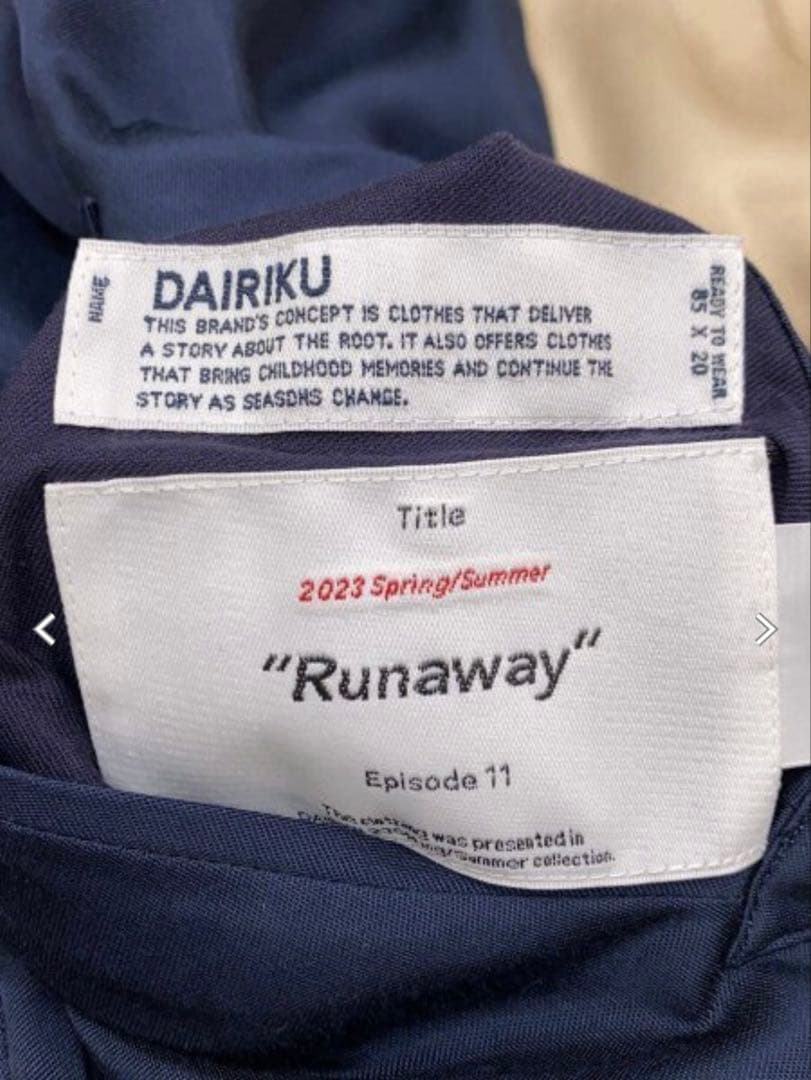 NAME
DAIRIKU
THIS BRAND'S CONCEPT IS CLOTHES THAT DELIVER
A STORY ABOUT THE ROOT. IT ALSO OFFERS CLOTHES
THAT BRING CHILDHOOD MEMORIES AND CONTINUE THE
STORY AS SEASONS CHANGE.
READY TO WEAR
85 X 20
Title
2023 Spring/Summer
"Runaway"
Episode 11
was presented in
/Summer collection.